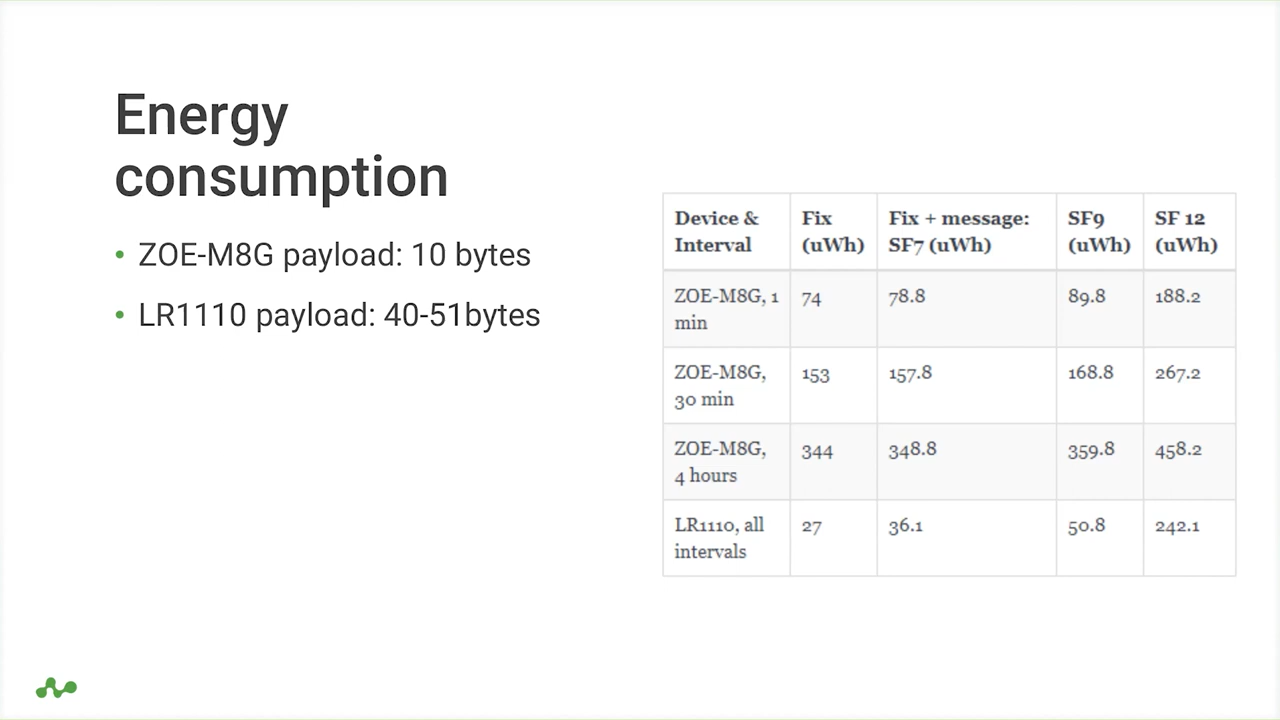 Energy
consumption
• ZOE-M8G payload: 10 bytes
• LR1110 payload: 40-51bytes
Device & Interval | Fix (uWh) | Fix + message: SF7 (uWh) | SF9 (uWh) | SF 12 (uWh)
ZOE-M8G, 1 min | 74 | 78.8 | 89.8 | 188.2
ZOE-M8G, 30 min | 153 | 157.8 | 168.8 | 267.2
ZOE-M8G, 4 hours | 344 | 348.8 | 359.8 | 458.2
LR1110, all intervals | 27 | 36.1 | 50.8 | 242.1